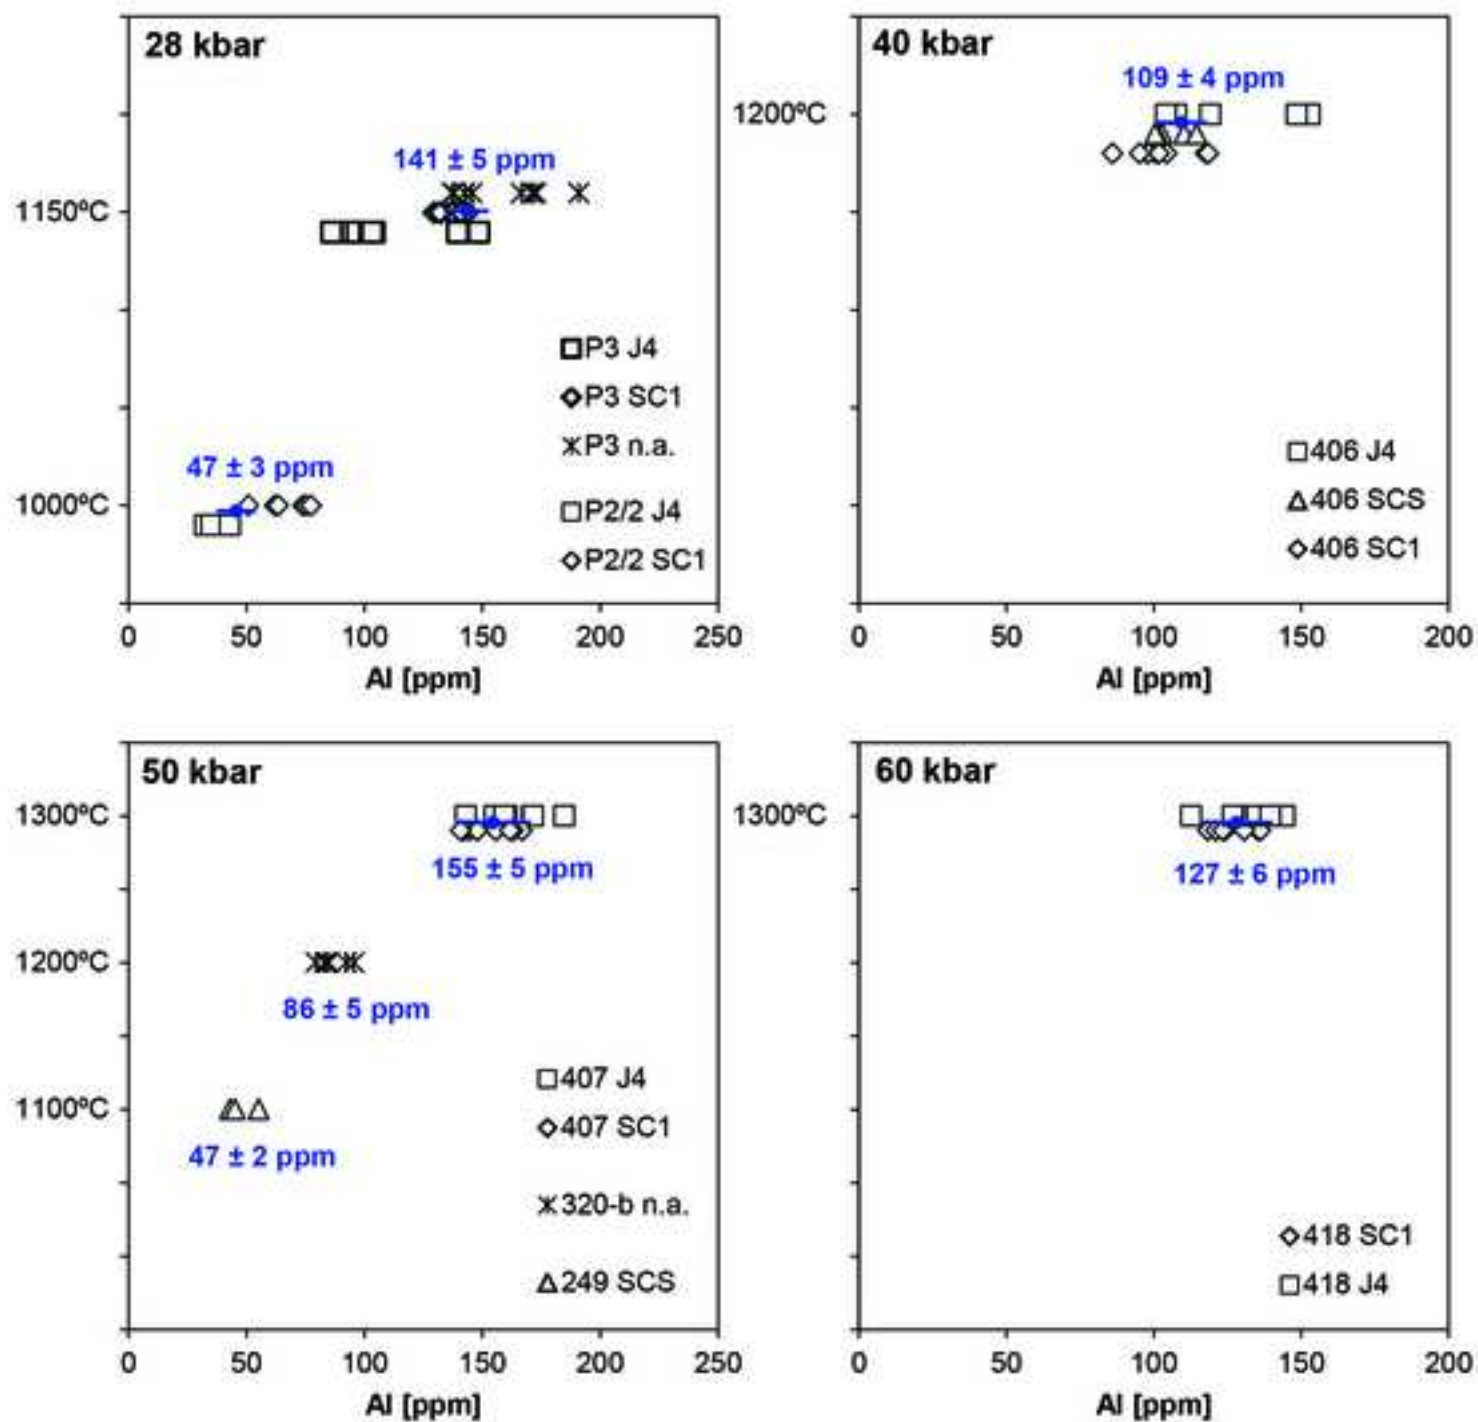 28 kbar
141 ± 5 ppm
1150ºC
P3 J4
P3 SC1
P3 n.a.
47 ± 3 ppm
1000ºC
P2/2 J4
P2/2 SC1
0 50 100 150 200 250
Al [ppm]
40 kbar
109 ± 4 ppm
1200ºC
406 J4
406 SCS
406 SC1
0 50 100 150 200
Al [ppm]
50 kbar
1300ºC
155 ± 5 ppm
1200ºC
86 ± 5 ppm
407 J4
1100ºC
407 SC1
47 ± 2 ppm
320-b n.a.
249 SCS
0 50 100 150 200 250
Al [ppm]
60 kbar
1300ºC
127 ± 6 ppm
418 SC1
418 J4
0 50 100 150 200
Al [ppm]